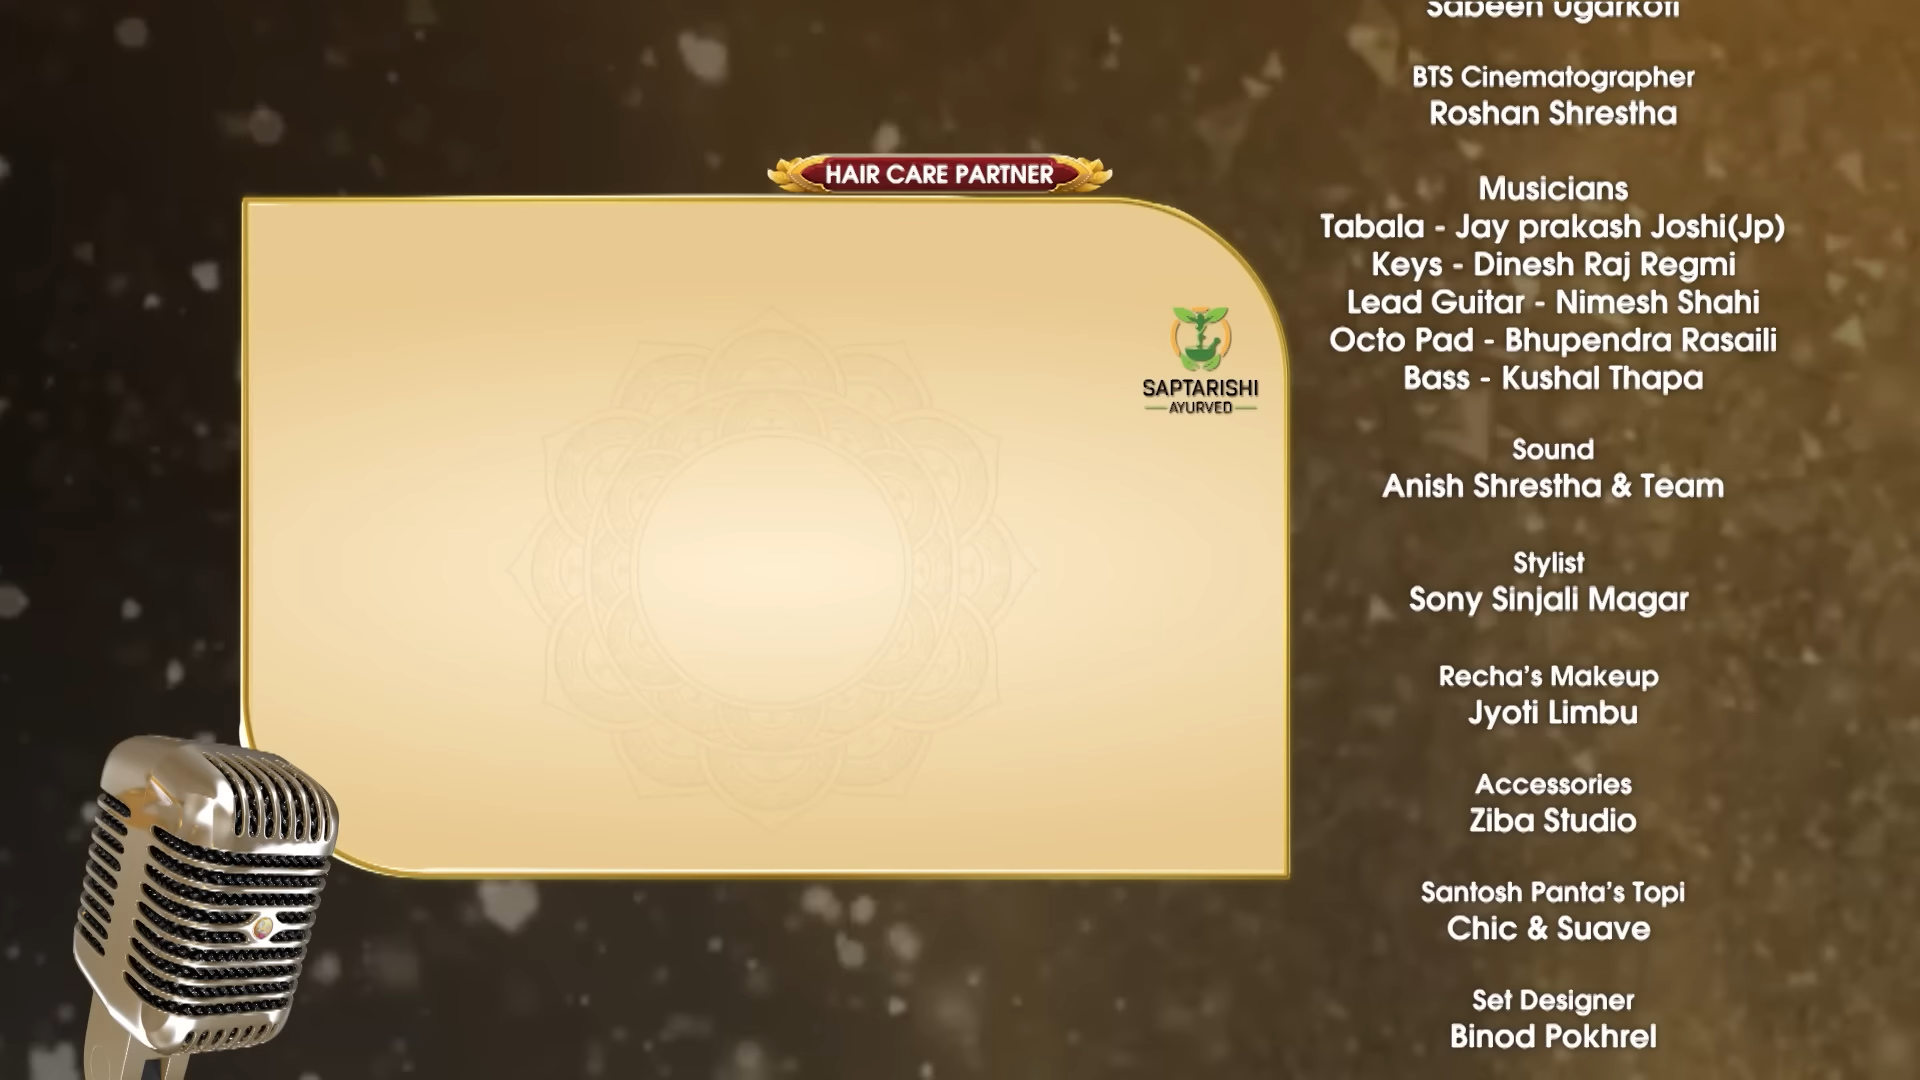 HAIR CARE PARTNER
SAPTARISHI
AYURVED
BTS Cinematographer
Roshan Shrestha
Musicians
Tabala - Jay prakash Joshi(Jp)
Keys - Dinesh Raj Regmi
Lead Guitar - Nimesh Shahi
Octo Pad - Bhupendra Rasaili
Bass - Kushal Thapa
Sound
Anish Shrestha & Team
Stylist
Sony Sinjali Magar
Recha's Makeup
Jyoti Limbu
Accessories
Ziba Studio
Santosh Panta's Topi
Chic & Suave
Set Designer
Binod Pokhrel